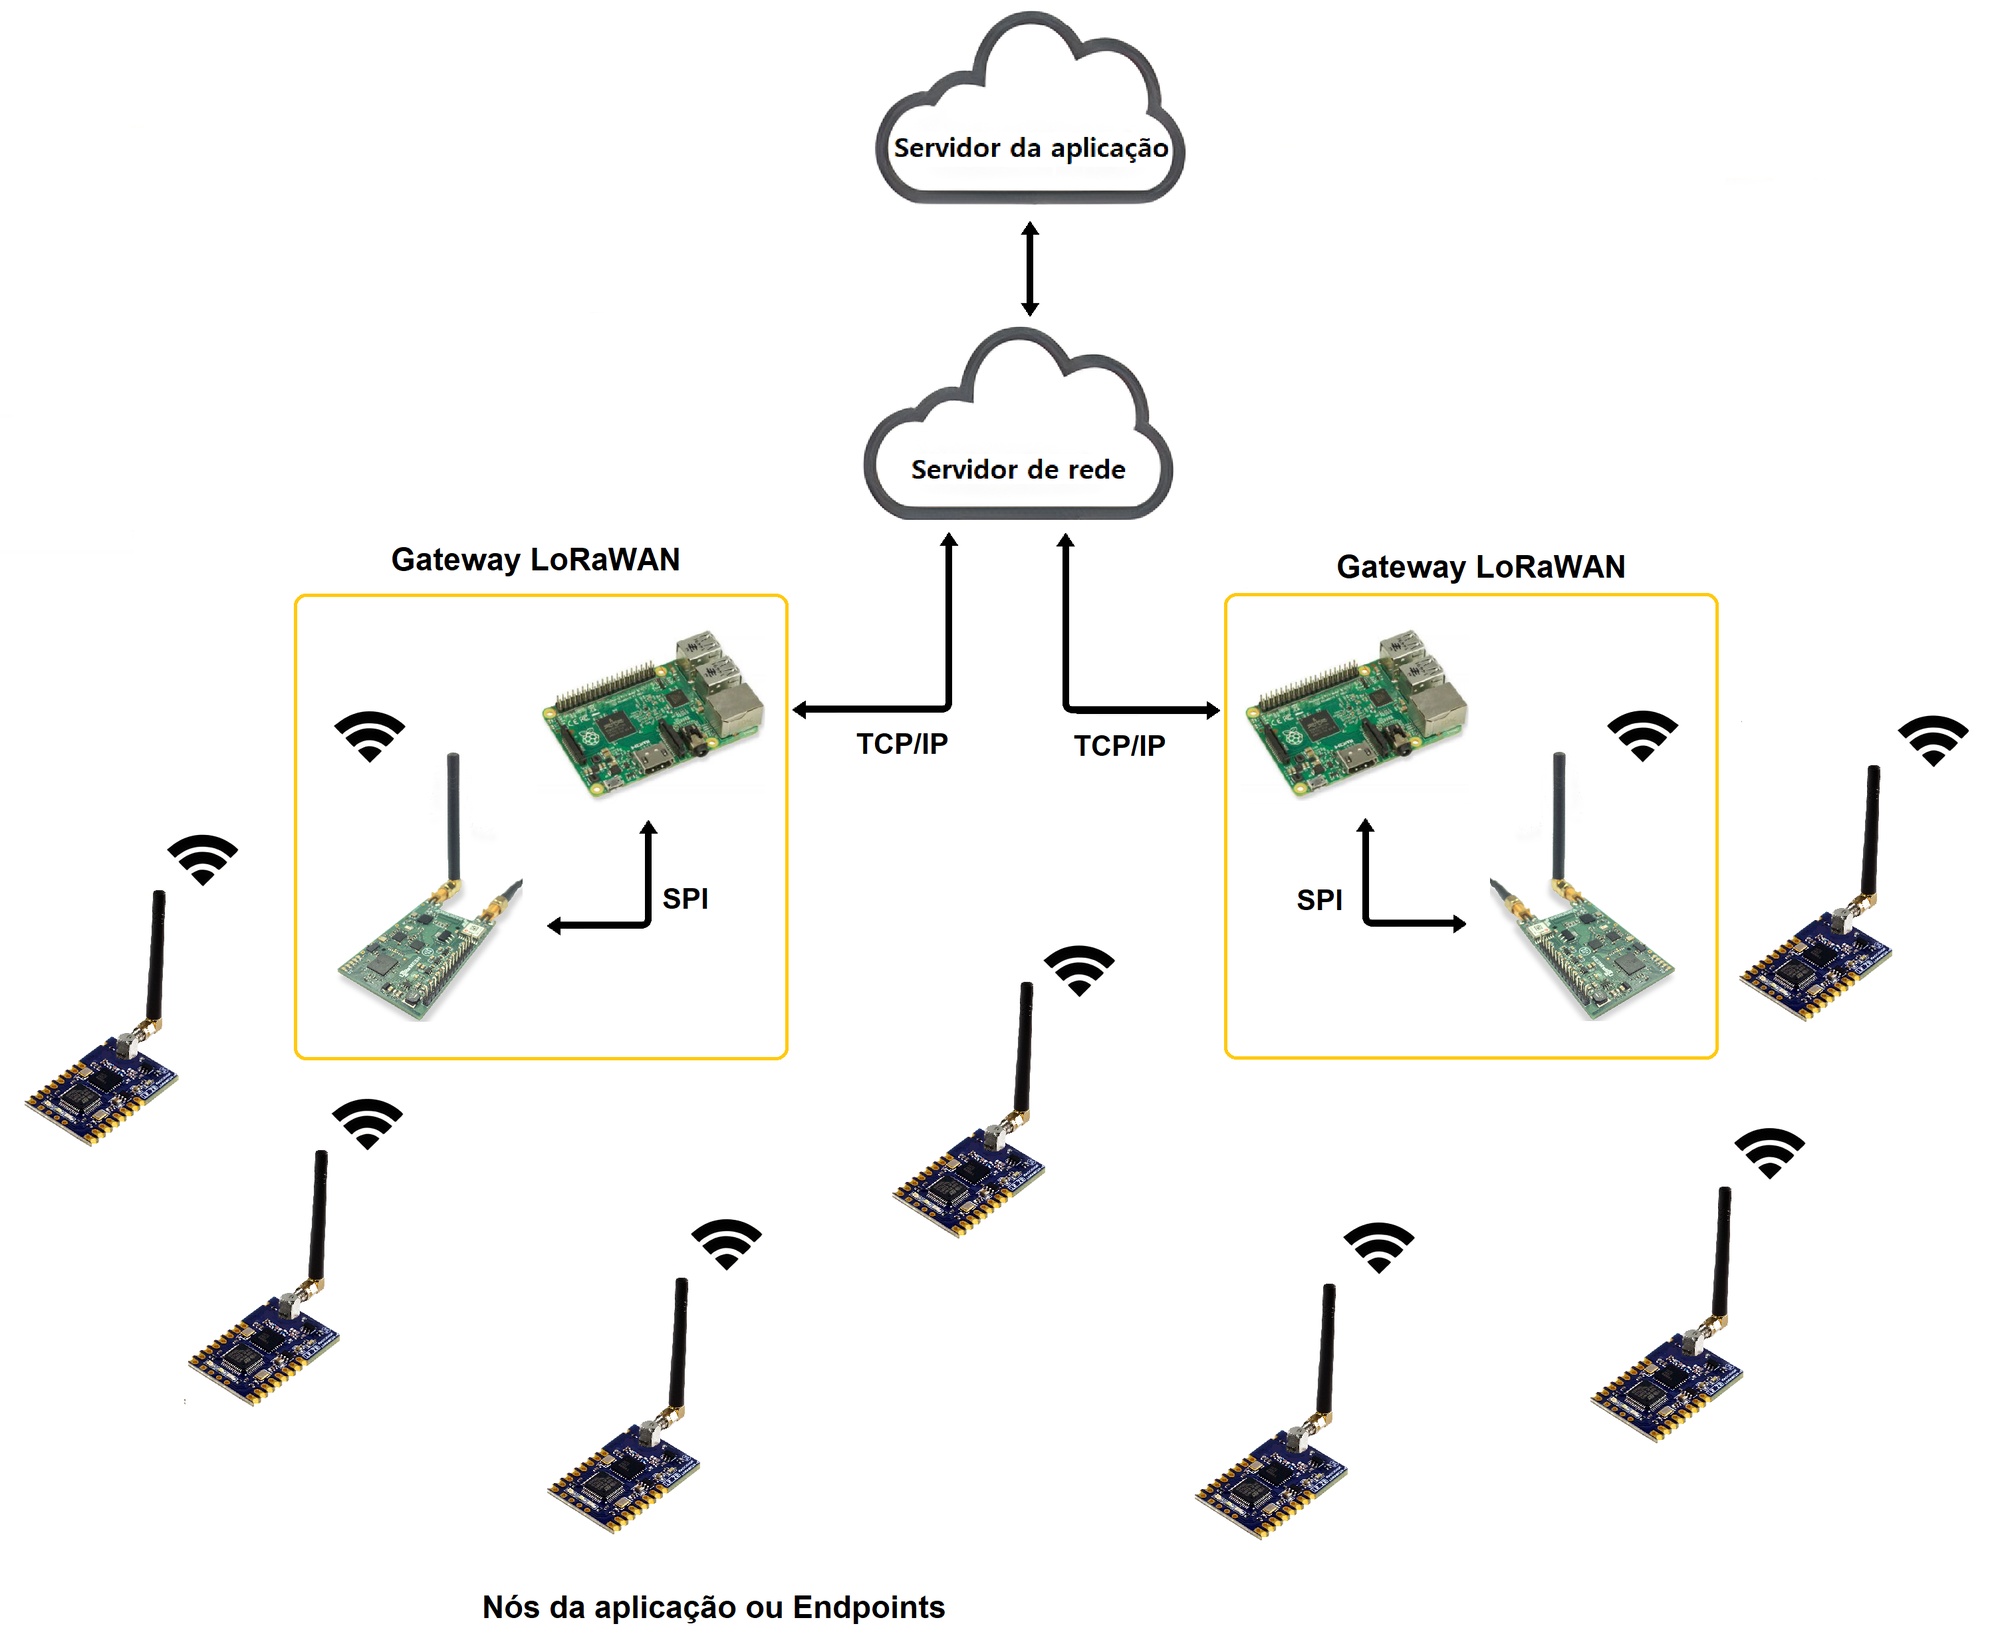 Servidor da aplicação
Servidor de rede
Gateway LoRaWAN
Gateway LoRaWAN
TCP/IP
TCP/IP
SPI
SPI
Nós da aplicação ou Endpoints